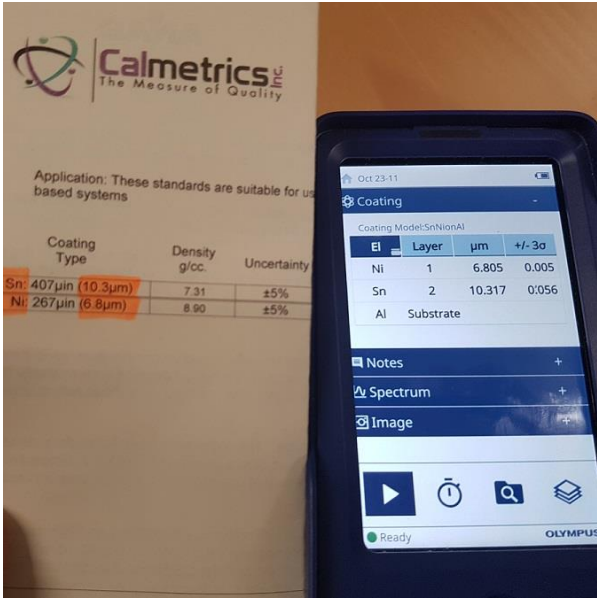 Calmetrics Inc.
The Measure of Quality
Application: These standards are suitable for us
based systems
Coating Type Density g/cc. Uncertainty
Sn: 407µin (10.3µm) 7.31 ±5%
Ni: 267µin (6.8µm) 8.90 ±5%
Oct 23-11
Coating -
Coating Model:SnNionAl
El Layer µm +/- 3σ
Ni 1 6.805 0.005
Sn 2 10.317 0.056
Al Substrate
Notes +
Spectrum +
Image +
Ready OLYMPUS